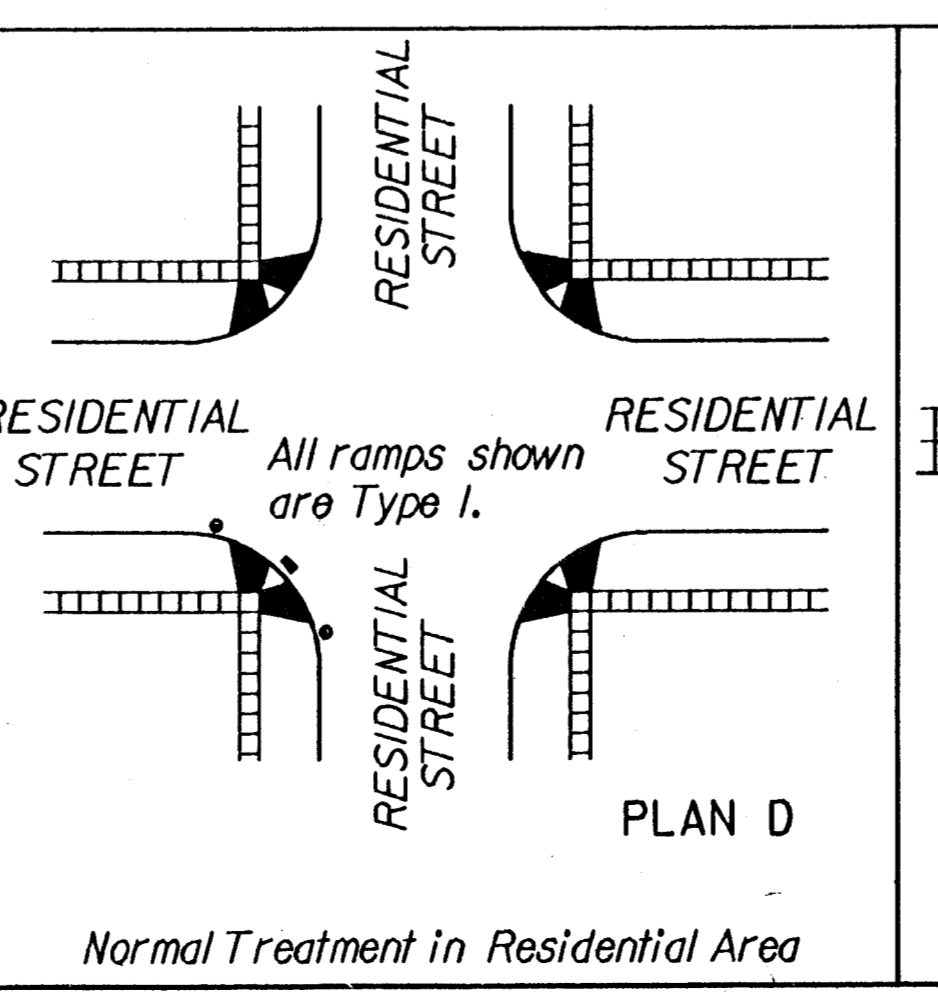 RESIDENTIAL
STREET
RESIDENTIAL
STREET
All ramps shown
are Type I.
RESIDENTIAL
STREET
RESIDENTIAL
STREET
PLAN D
Normal Treatment in Residential Area